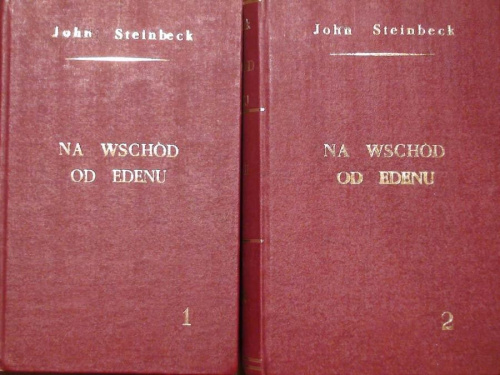 John Steinbeck
NA WSCHÓD
OD EDENU
1
John Steinbeck
NA WSCHÓD
OD EDENU
2